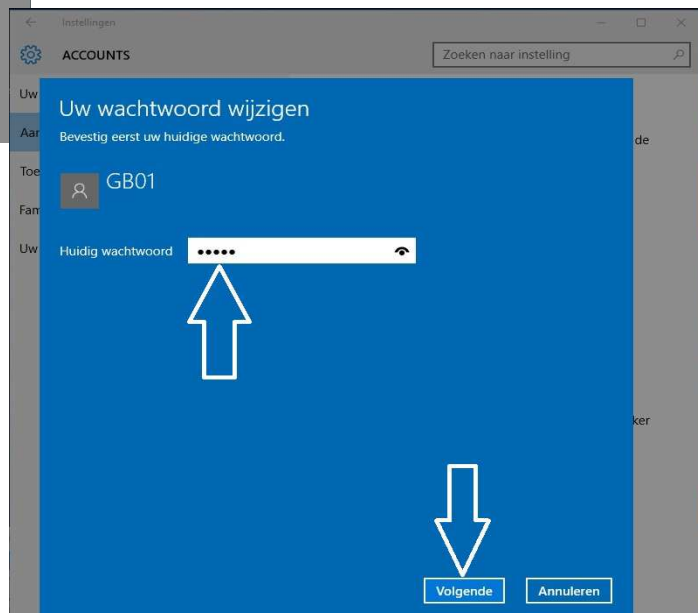 Instellingen
ACCOUNTS
Zoeken naar instelling
Uw
Uw wachtwoord wijzigen
Aar
Bevestig eerst uw huidige wachtwoord.
de
Toe
GB01
Fam
Uw
Huidig wachtwoord
ker
Volgende
Annuleren